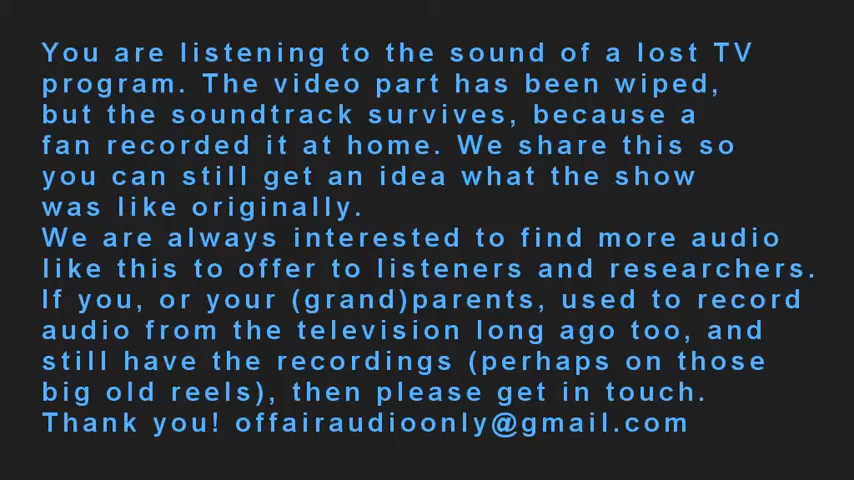 You are listening to the sound of a lost TV
program. The video part has been wiped,
but the soundtrack survives, because a
fan recorded it at home. We share this so
you can still get an idea what the show
was like originally.
We are always interested to find more audio
like this to offer to listeners and researchers.
If you, or your (grand)parents, used to record
audio from the television long ago too, and
still have the recordings (perhaps on those
big old reels), then please get in touch.
Thank you! offairaudioonly@gmail.com